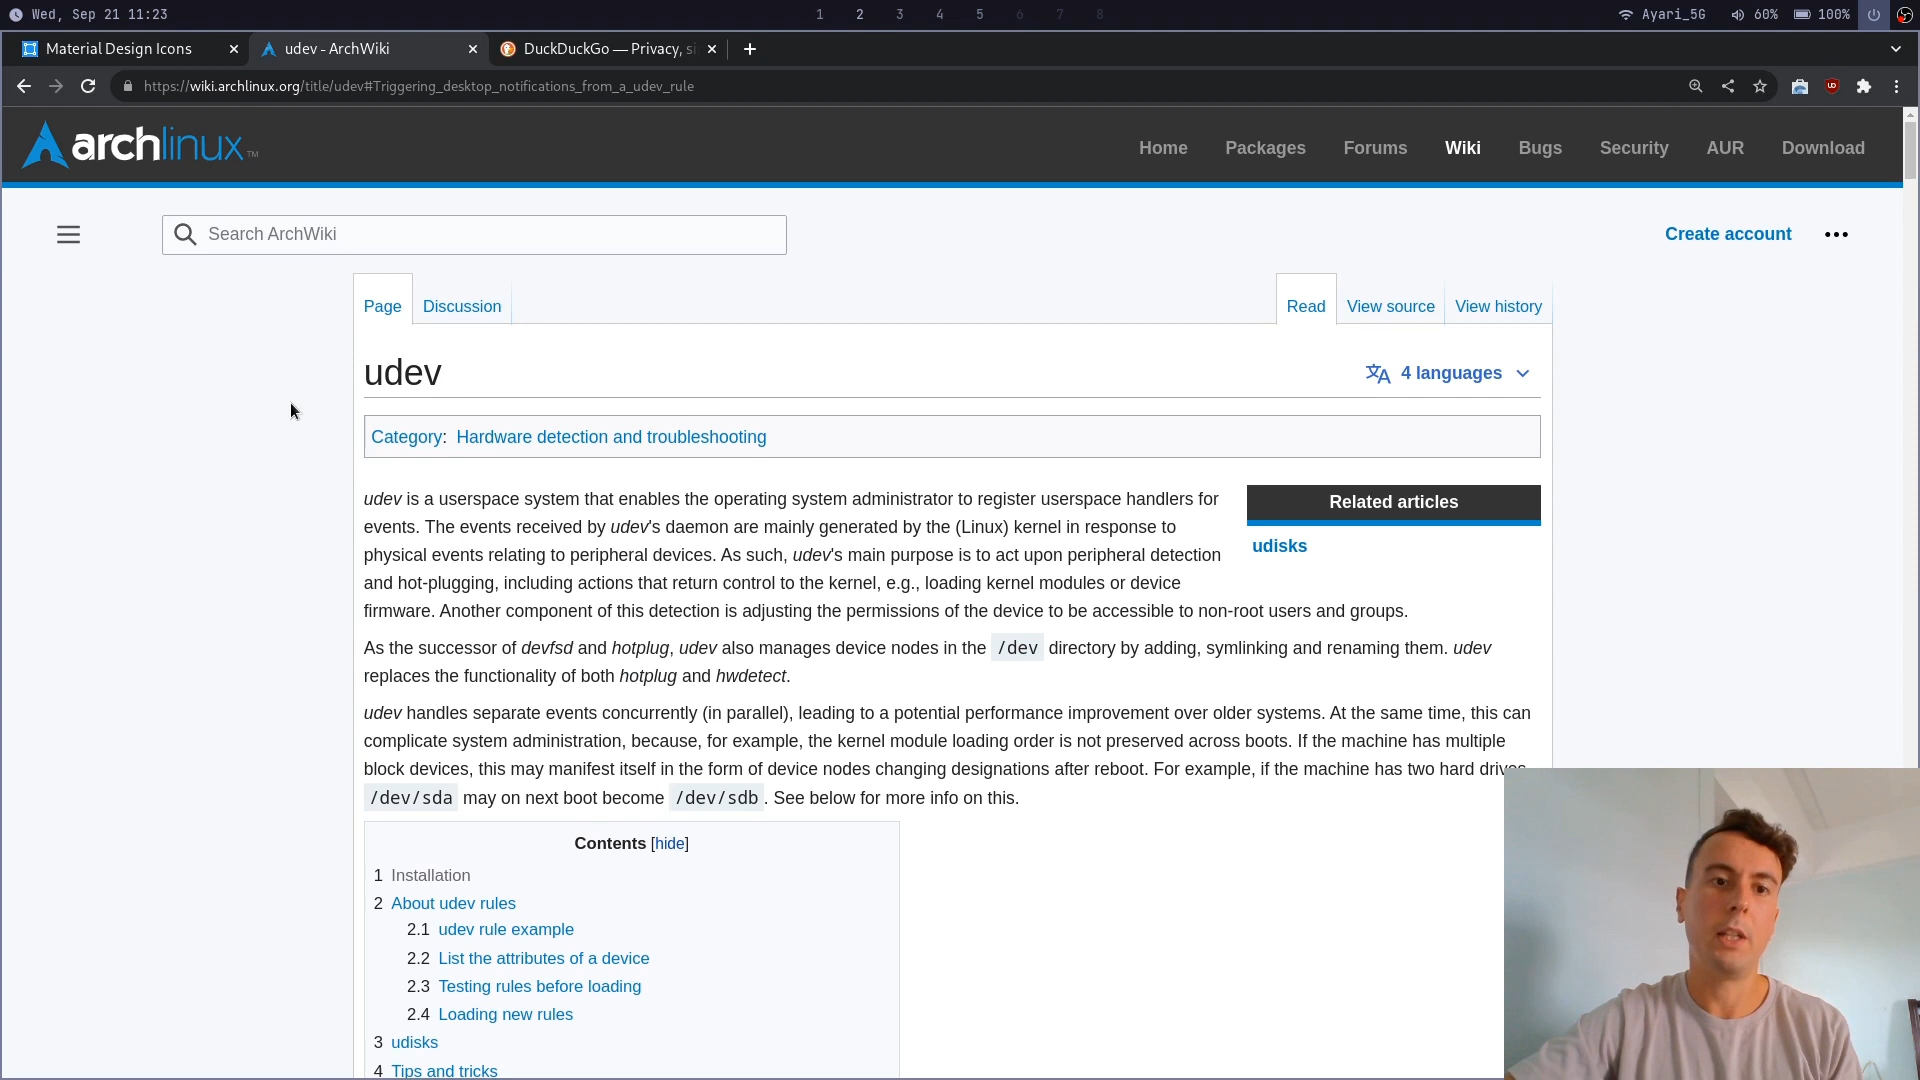 Wed, Sep 21 11:23
1 2 3 4 5 6 7 8
Ayari_5G 60% 100%
Material Design Icons
udev - ArchWiki
DuckDuckGo — Privacy, si
https://wiki.archlinux.org/title/udev#Triggering_desktop_notifications_from_a_udev_rule
archlinux™
Home Packages Forums Wiki Bugs Security AUR Download
Search ArchWiki
Create account
Page Discussion
Read View source View history
udev
4 languages
Category: Hardware detection and troubleshooting
udev is a userspace system that enables the operating system administrator to register userspace handlers for
events. The events received by udev's daemon are mainly generated by the (Linux) kernel in response to
physical events relating to peripheral devices. As such, udev's main purpose is to act upon peripheral detection
and hot-plugging, including actions that return control to the kernel, e.g., loading kernel modules or device
firmware. Another component of this detection is adjusting the permissions of the device to be accessible to non-root users and groups.
Related articles
udisks
As the successor of devfsd and hotplug, udev also manages device nodes in the /dev directory by adding, symlinking and renaming them. udev
replaces the functionality of both hotplug and hwdetect.
udev handles separate events concurrently (in parallel), leading to a potential performance improvement over older systems. At the same time, this can
complicate system administration, because, for example, the kernel module loading order is not preserved across boots. If the machine has multiple
block devices, this may manifest itself in the form of device nodes changing designations after reboot. For example, if the machine has two hard drives,
/dev/sda may on next boot become /dev/sdb. See below for more info on this.
Contents [hide]
1 Installation
2 About udev rules
2.1 udev rule example
2.2 List the attributes of a device
2.3 Testing rules before loading
2.4 Loading new rules
3 udisks
4 Tips and tricks